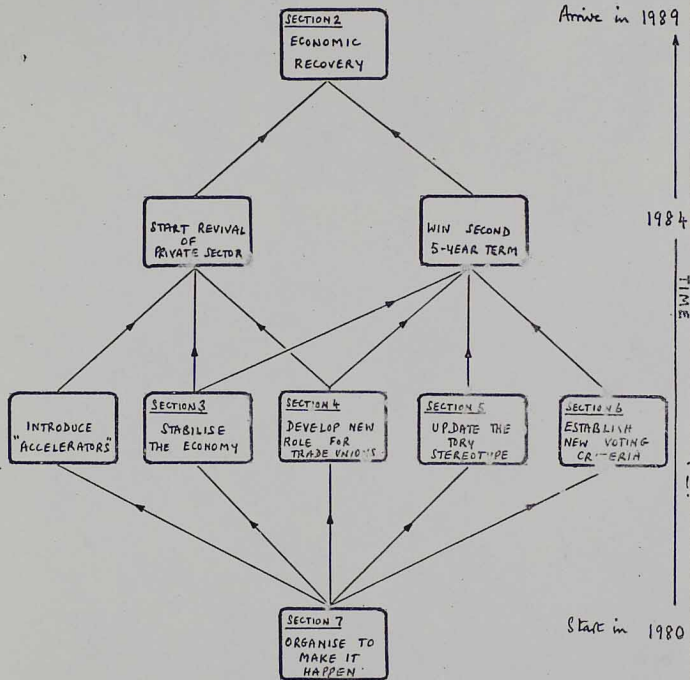 SECTION 2
ECONOMIC
RECOVERY
Arrive in 1989
START REVIVAL
OF
PRIVATE SECTOR
WIN SECOND
5-YEAR TERM
1984
TIME
INTRODUCE
"ACCELERATORS"
SECTION 3
STABILISE
THE ECONOMY
SECTION 4
DEVELOP NEW
ROLE FOR
TRADE UNIONS
SECTION 5
UPDATE THE
TORY
STEREOTYPE
SECTION 6
ESTABLISH
NEW VOTING
CRITERIA
SECTION 7
ORGANISE TO
MAKE IT
HAPPEN
Start in 1980